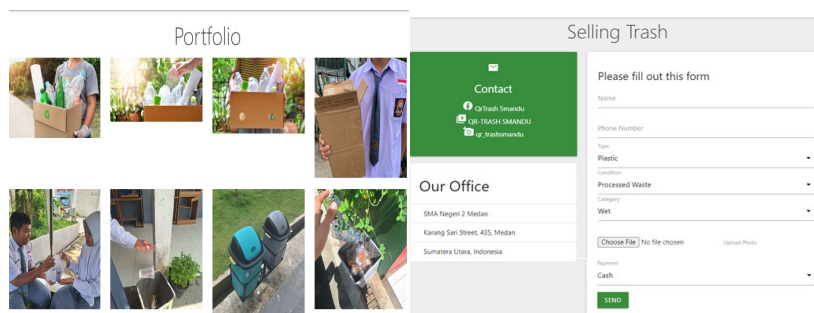 Portfolio
Selling Trash
Contact
QrTrash Smandu
QR-TRASH SMANDU
qr_trashsmandu
Our Office
SMA Negeri 2 Medan
Karang Sari Street, 435, Medan
Sumatera Utara, Indonesia
Please fill out this form
Name
Phone Number
Type
Plastic
Condition
Processed Waste
Category
Wet
Choose File No file chosen Upload Photo
Payment
Cash
SEND